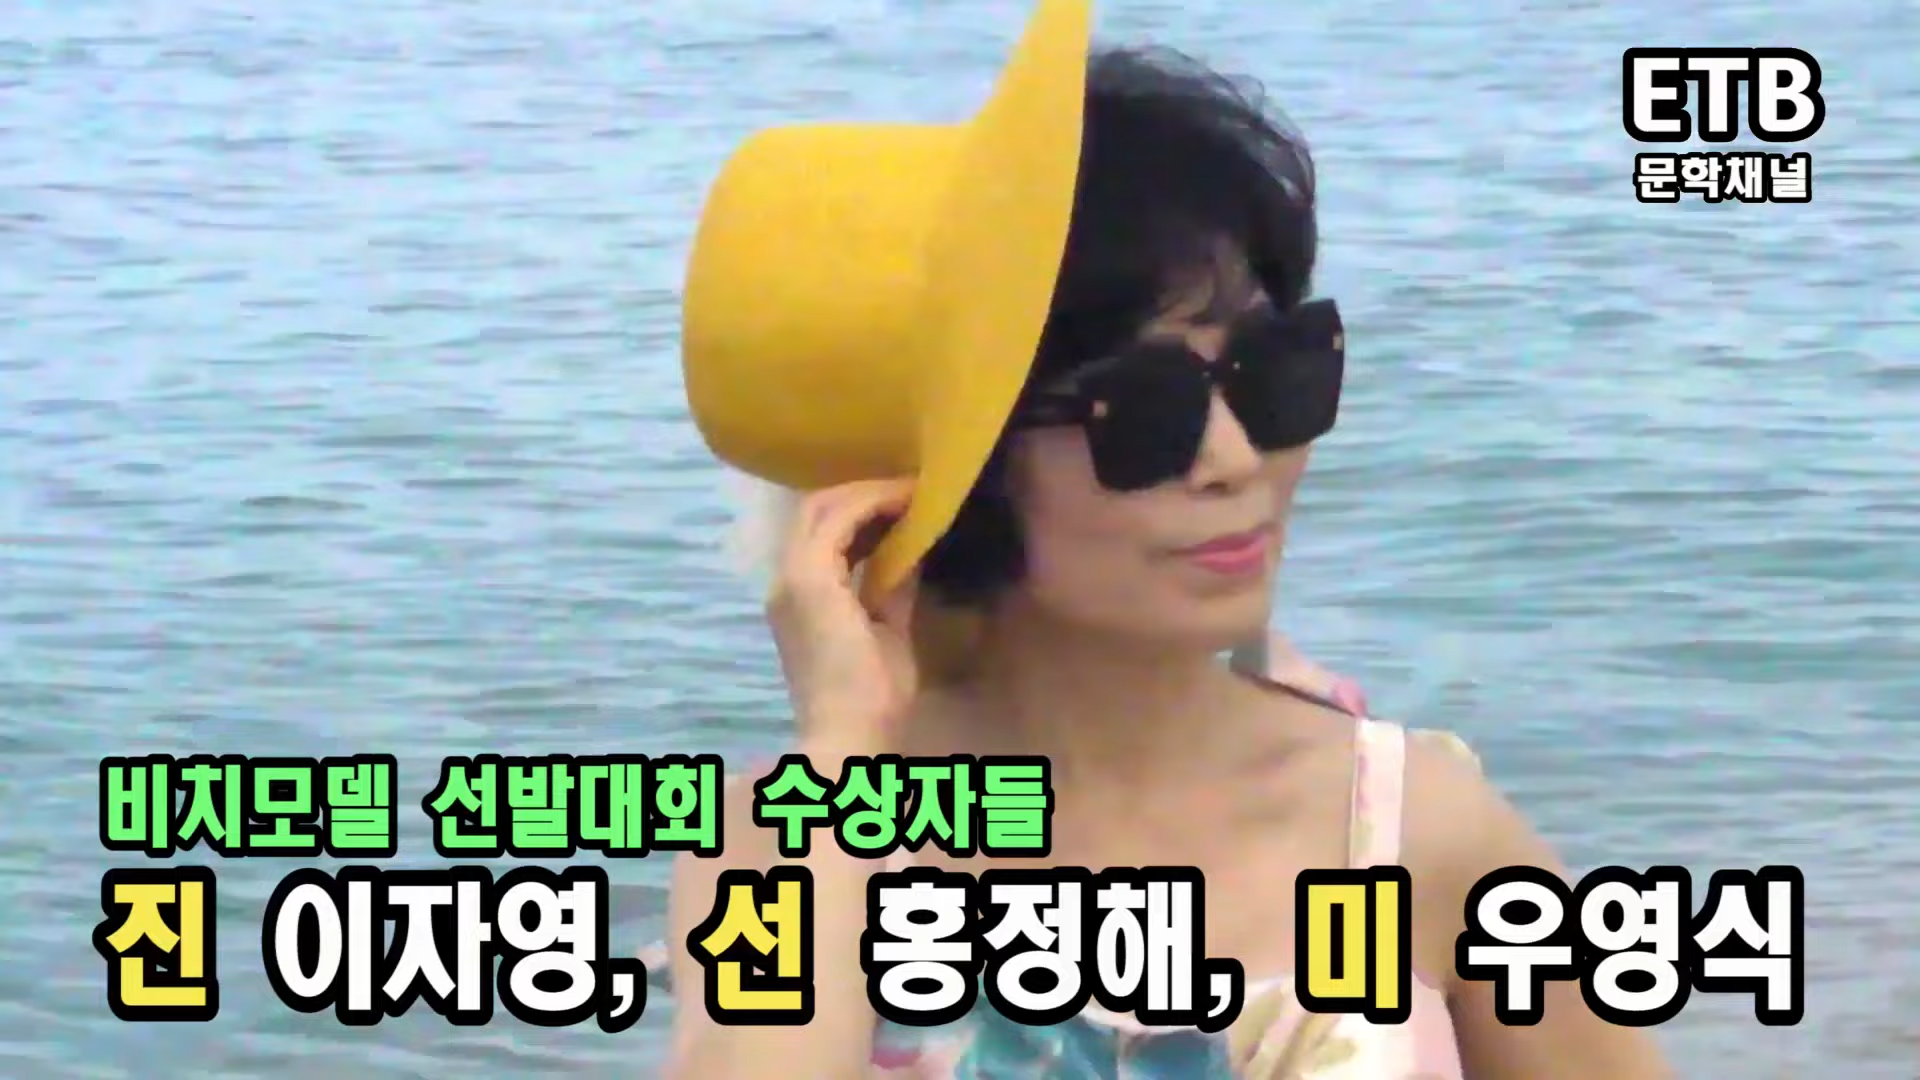 ETB
문학채널
비치모델 선발대회 수상자들
진 이자영, 선 홍정해, 미 우영식